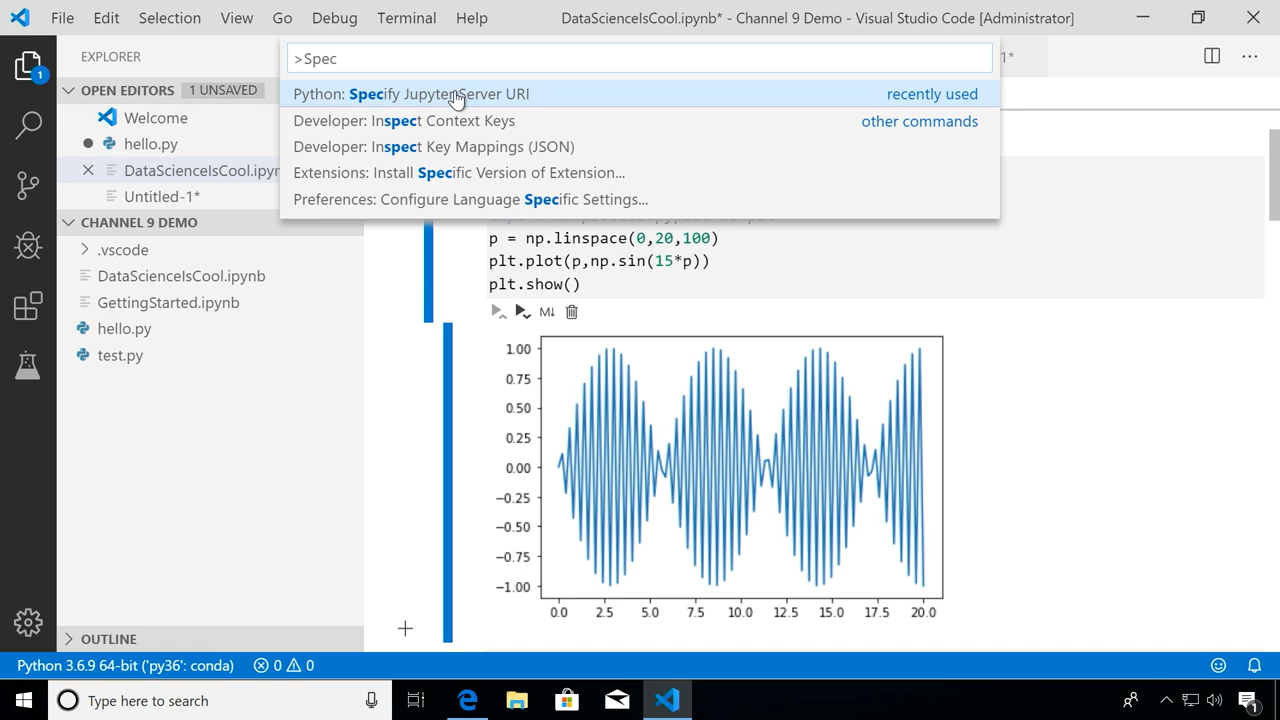 File Edit Selection View Go Debug Terminal Help DataScienceIsCool.ipynb* - Channel 9 Demo - Visual Studio Code [Administrator]
EXPLORER
>Spec
1*
OPEN EDITORS 1 UNSAVED
Python: Specify Jupyter Server URI recently used
Welcome
Developer: Inspect Context Keys other commands
hello.py
Developer: Inspect Key Mappings (JSON)
DataScienceIsCool.ipyn
Extensions: Install Specific Version of Extension...
Untitled-1*
Preferences: Configure Language Specific Settings...
CHANNEL 9 DEMO
.vscode
DataScienceIsCool.ipynb
GettingStarted.ipynb
hello.py
test.py
p = np.linspace(0,20,100)
plt.plot(p,np.sin(15*p))
plt.show()
M↓
1.00
0.75
0.50
0.25
0.00
−0.25
−0.50
−0.75
−1.00
0.0 2.5 5.0 7.5 10.0 12.5 15.0 17.5 20.0
OUTLINE
Python 3.6.9 64-bit ('py36': conda) 0 0
Type here to search
1
1